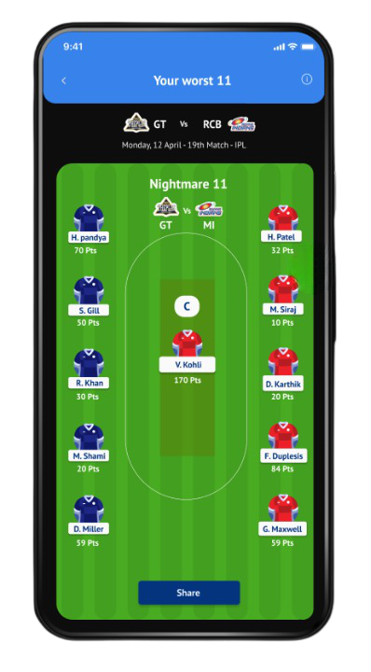 9:41
Your worst 11
GT Vs RCB
Monday, 12 April - 19th Match - IPL
Nightmare 11
Vs
GT MI
H. pandya
70 Pts
H. Patel
32 Pts
S. Gill
50 Pts
M. Siraj
10 Pts
C
V. Kohli
170 Pts
R. Khan
30 Pts
D. Karthik
20 Pts
M. Shami
20 Pts
F. Duplesis
84 Pts
D. Miller
59 Pts
G. Maxwell
59 Pts
Share